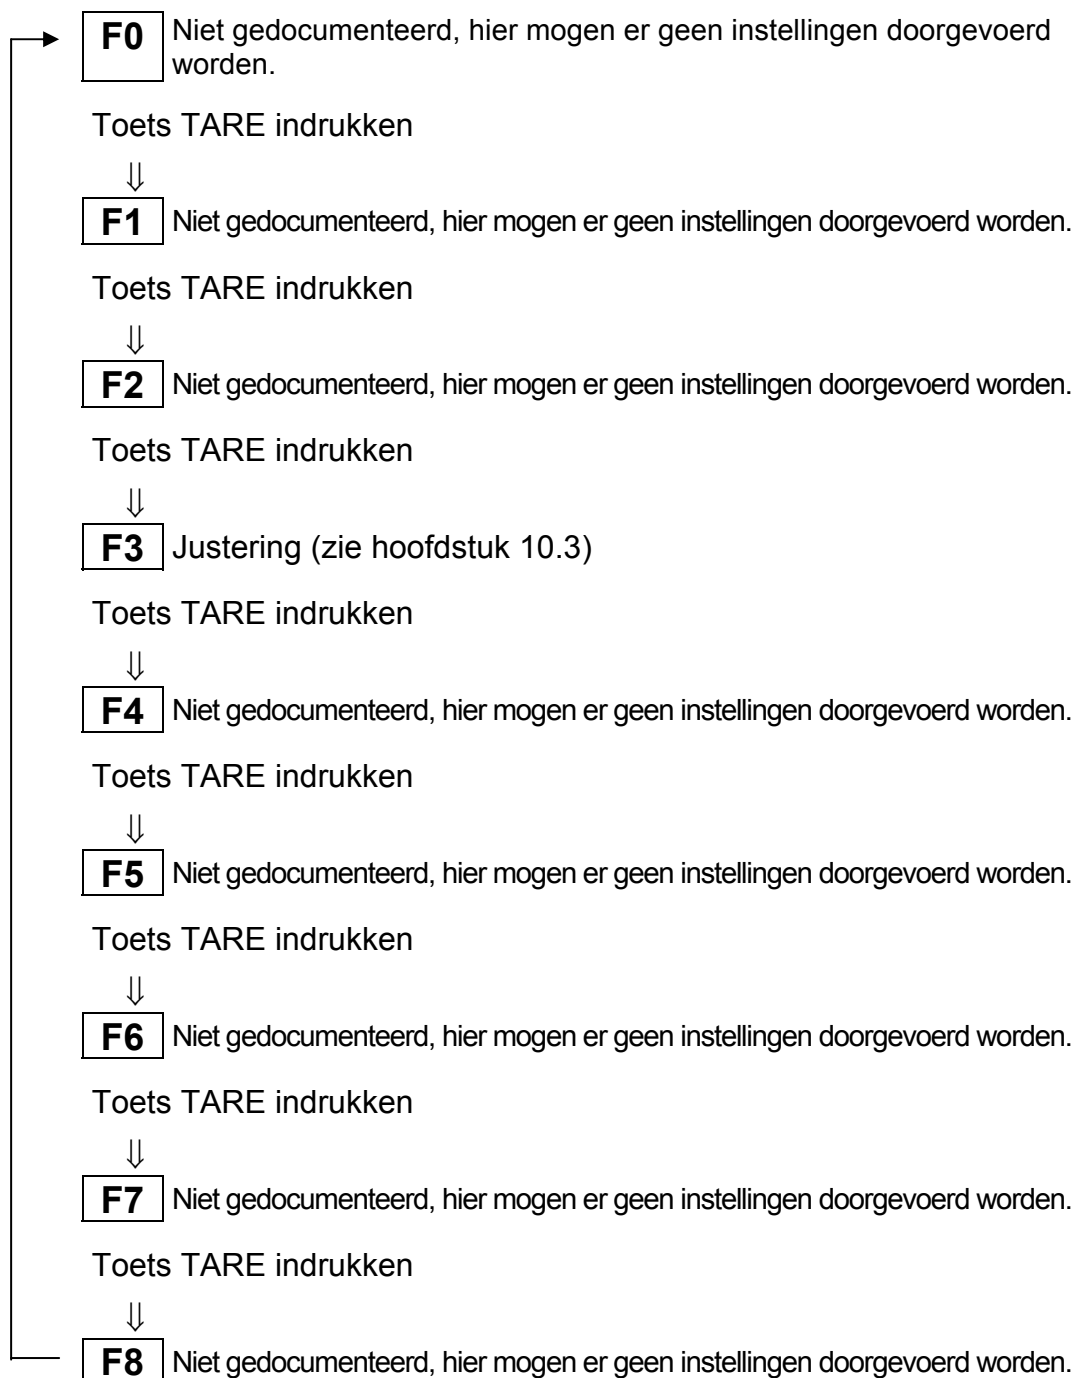 F0 Niet gedocumenteerd, hier mogen er geen instellingen doorgevoerd
worden.
Toets TARE indrukken
⇓
F1 Niet gedocumenteerd, hier mogen er geen instellingen doorgevoerd worden.
Toets TARE indrukken
⇓
F2 Niet gedocumenteerd, hier mogen er geen instellingen doorgevoerd worden.
Toets TARE indrukken
⇓
F3 Justering (zie hoofdstuk 10.3)
Toets TARE indrukken
⇓
F4 Niet gedocumenteerd, hier mogen er geen instellingen doorgevoerd worden.
Toets TARE indrukken
⇓
F5 Niet gedocumenteerd, hier mogen er geen instellingen doorgevoerd worden.
Toets TARE indrukken
⇓
F6 Niet gedocumenteerd, hier mogen er geen instellingen doorgevoerd worden.
Toets TARE indrukken
⇓
F7 Niet gedocumenteerd, hier mogen er geen instellingen doorgevoerd worden.
Toets TARE indrukken
⇓
F8 Niet gedocumenteerd, hier mogen er geen instellingen doorgevoerd worden.